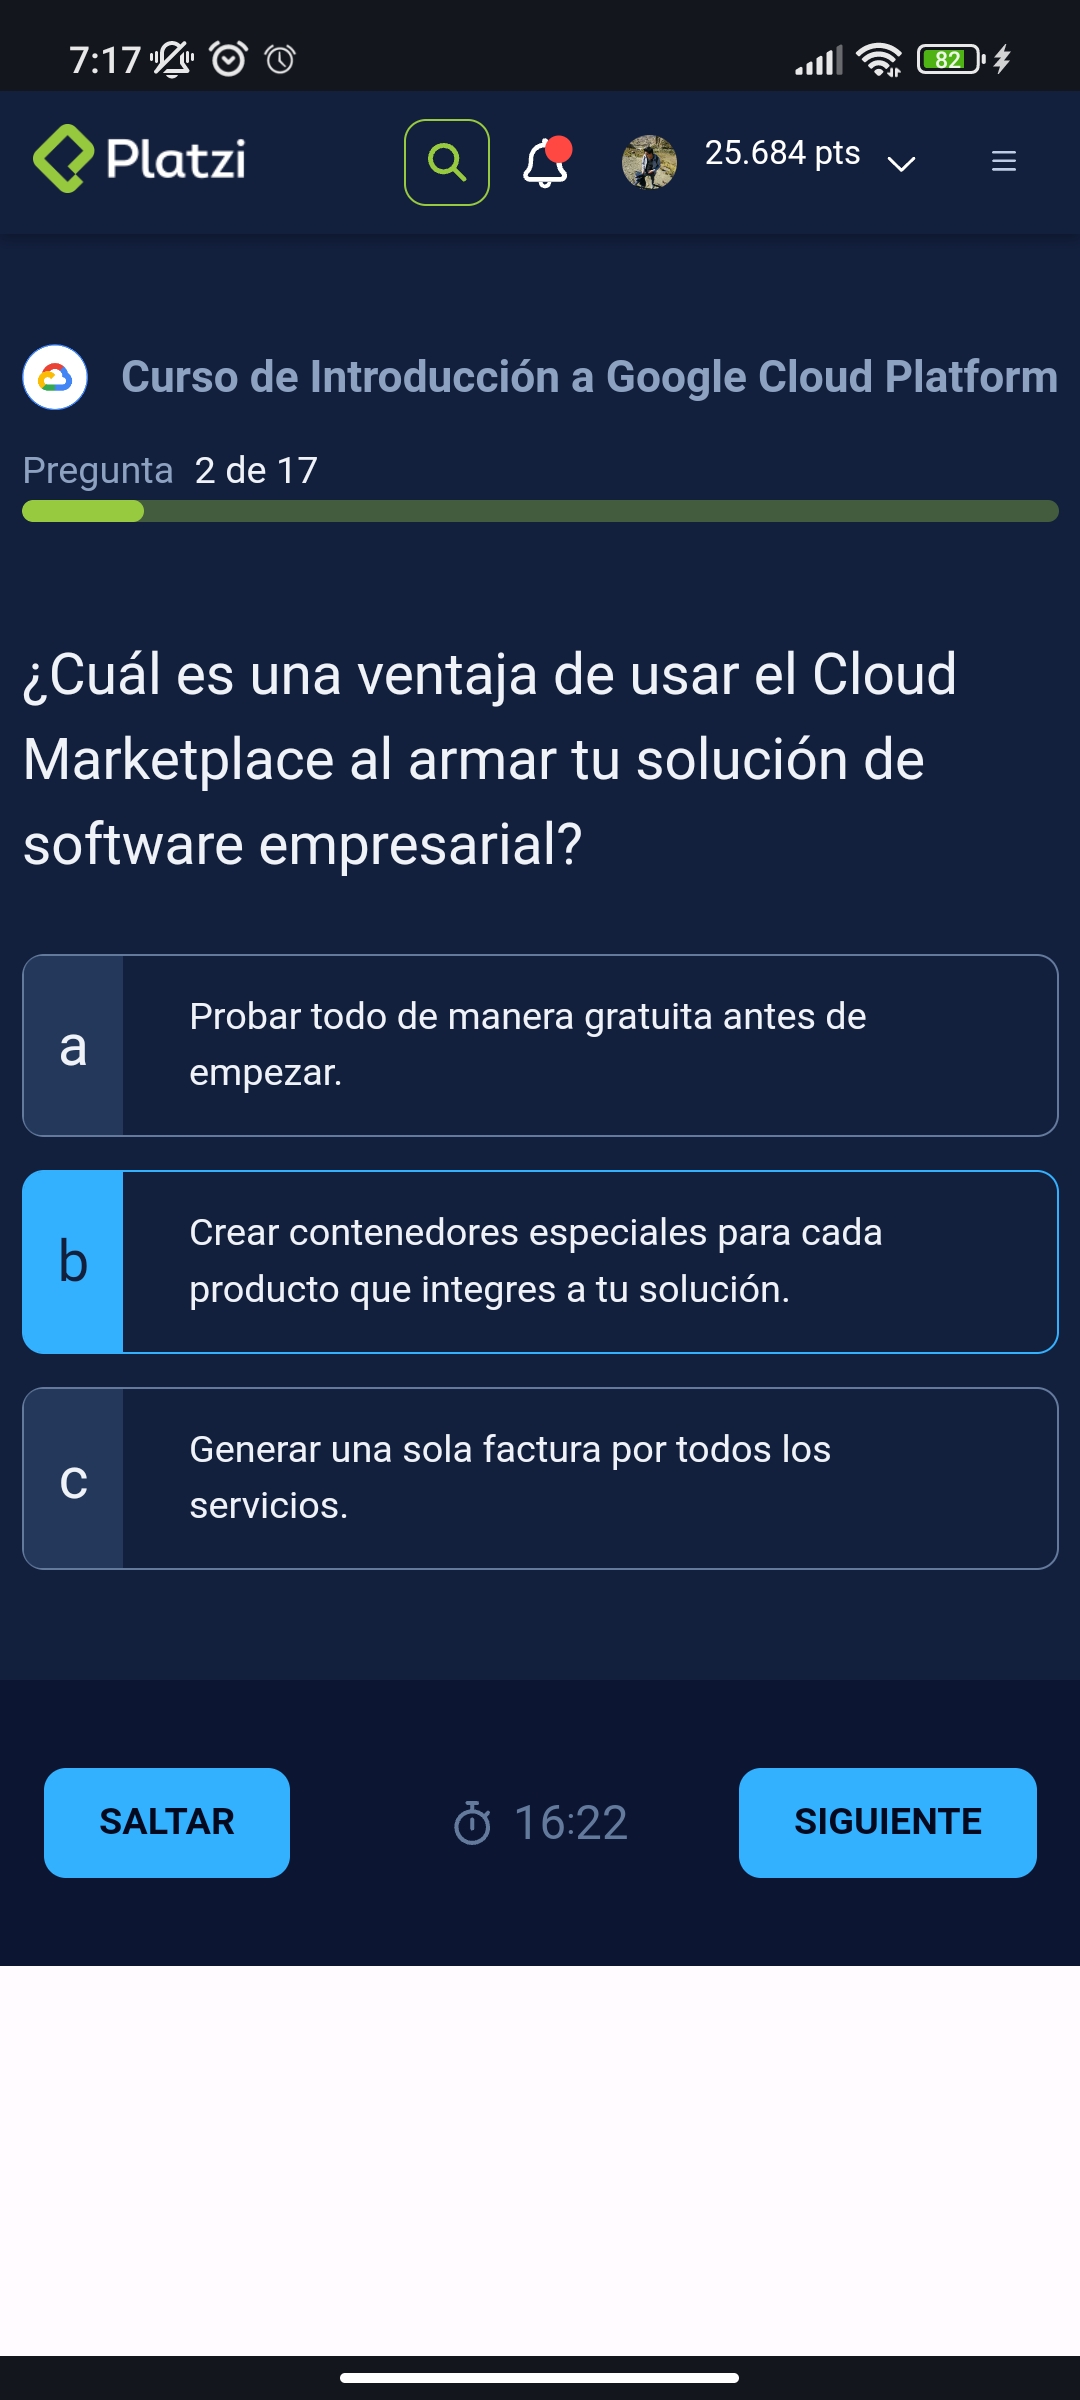 7:17
82
Platzi
25.684 pts
Curso de Introducción a Google Cloud Platform
Pregunta 2 de 17
¿Cuál es una ventaja de usar el Cloud
Marketplace al armar tu solución de
software empresarial?
a
Probar todo de manera gratuita antes de
empezar.
b
Crear contenedores especiales para cada
producto que integres a tu solución.
c
Generar una sola factura por todos los
servicios.
SALTAR
16:22
SIGUIENTE